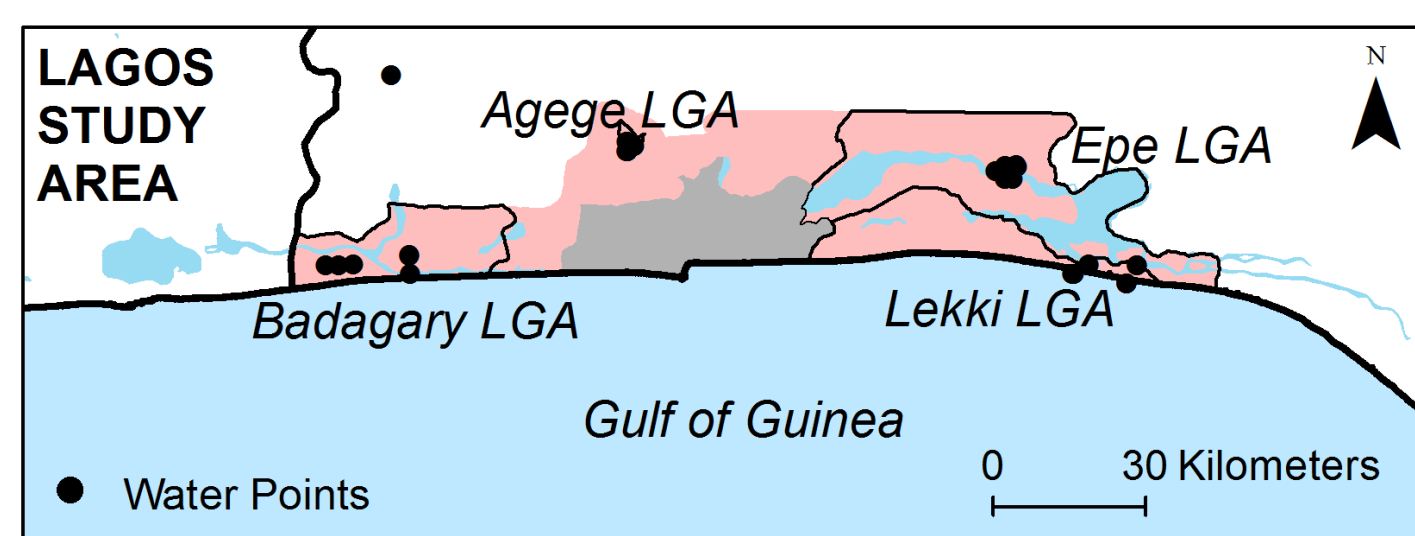 LAGOS
STUDY
AREA
N
Agege LGA
Epe LGA
Badagary LGA
Lekki LGA
Gulf of Guinea
0 30 Kilometers
Water Points